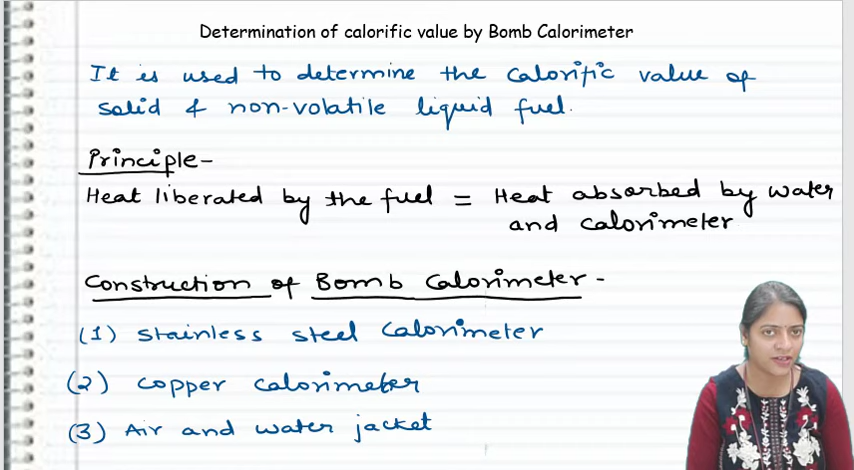 Determination of calorific value by Bomb Calorimeter
It is used to determine the calorific value of
solid & non-volatile liquid fuel.
Principle-
Heat liberated by the fuel = Heat absorbed by water
and calorimeter
Construction of Bomb Calorimeter -
(1) Stainless steel Calorimeter
(2) Copper calorimeter
(3) Air and water jacket